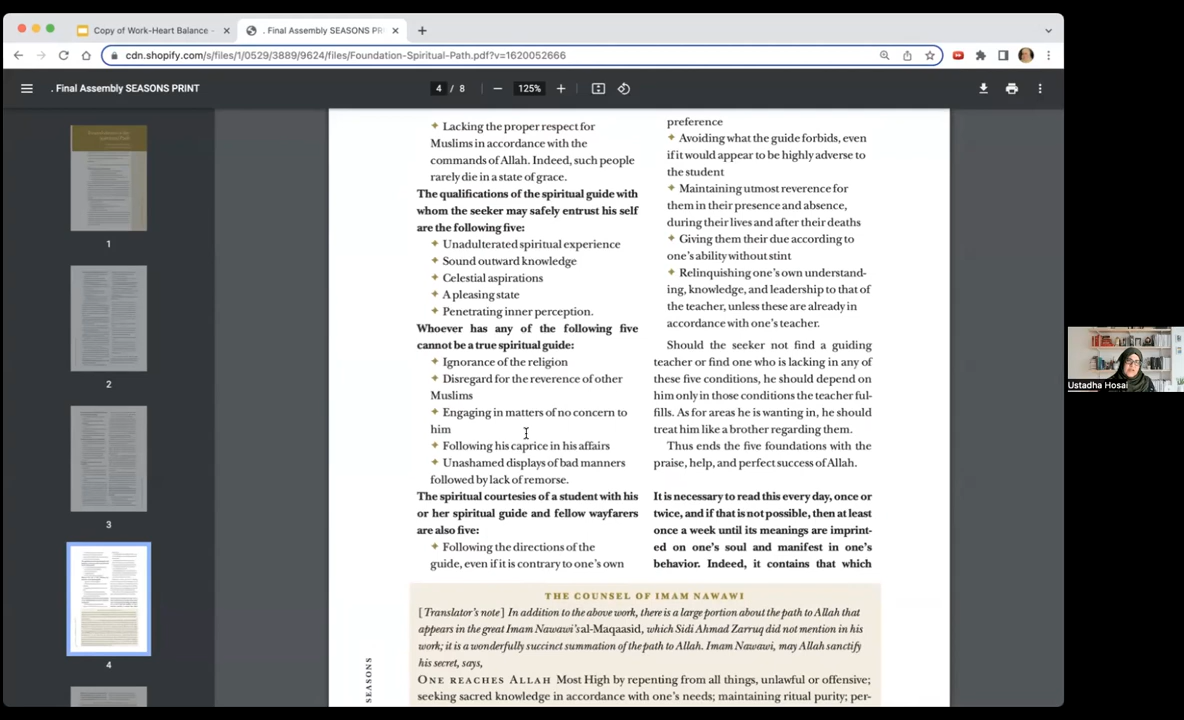 Copy of Work-Heart Balance -
. Final Assembly SEASONS PRI
cdn.shopify.com/s/files/1/0529/3889/9624/files/Foundation-Spiritual-Path.pdf?v=1620052666
. Final Assembly SEASONS PRINT
4 / 8
125%
1
2
3
4
✦ Lacking the proper respect for
Muslims in accordance with the
commands of Allah. Indeed, such people
rarely die in a state of grace.
The qualifications of the spiritual guide with
whom the seeker may safely entrust his self
are the following five:
✦ Unadulterated spiritual experience
✦ Sound outward knowledge
✦ Celestial aspirations
✦ A pleasing state
✦ Penetrating inner perception.
Whoever has any of the following five
cannot be a true spiritual guide:
✦ Ignorance of the religion
✦ Disregard for the reverence of other
Muslims
✦ Engaging in matters of no concern to
him
✦ Following his caprice in his affairs
✦ Unashamed displays of bad manners
followed by lack of remorse.
The spiritual courtesies of a student with his
or her spiritual guide and fellow wayfarers
are also five:
✦ Following the directions of the
guide, even if it is contrary to one's own
preference
✦ Avoiding what the guide forbids, even
if it would appear to be highly adverse to
the student
✦ Maintaining utmost reverence for
them in their presence and absence,
during their lives and after their deaths
✦ Giving them their due according to
one's ability without stint
✦ Relinquishing one's own understand-
ing, knowledge, and leadership to that of
the teacher, unless these are already in
accordance with one's teacher.
Should the seeker not find a guiding
teacher or find one who is lacking in any of
these five conditions, he should depend on
him only in those conditions the teacher ful-
fills. As for areas he is wanting in, he should
treat him like a brother regarding them.
Thus ends the five foundations with the
praise, help, and perfect success of Allah.
It is necessary to read this every day, once or
twice, and if that is not possible, then at least
once a week until its meanings are imprint-
ed on one's soul and manifest in one's
behavior. Indeed, it contains that which
THE COUNSEL OF IMAM NAWAWI
[ Translator's note ] In addition to the above work, there is a large portion about the path to Allah that
appears in the great Imam Nawawi's al-Maqaasid, which Sidi Ahmad Zarruq did not mention in his
work; it is a wonderfully succinct summation of the path to Allah. Imam Nawawi, may Allah sanctify
his secret, says,
ONE REACHES ALLAH Most High by repenting from all things, unlawful or offensive;
seeking sacred knowledge in accordance with one's needs; maintaining ritual purity; per-
SEASONS
Ustadha Hosai